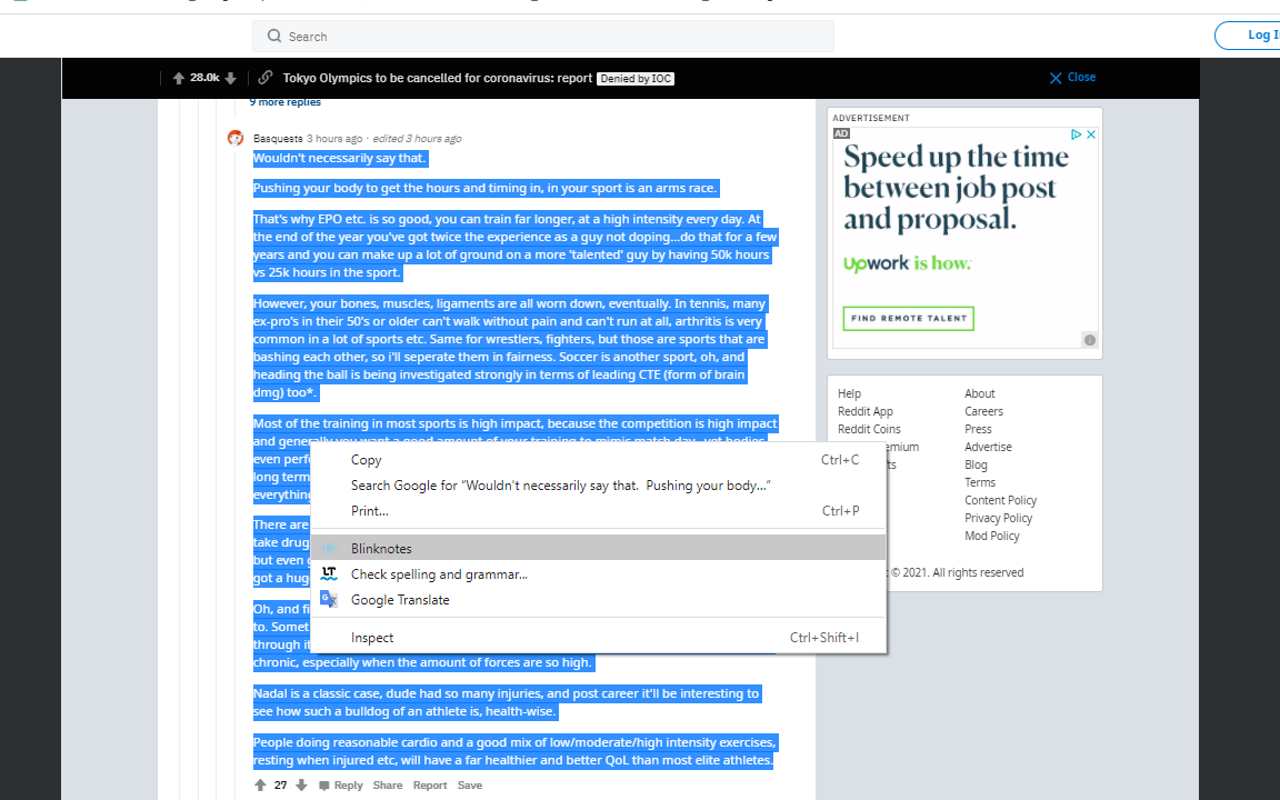 Search
Log I
28.0k
Tokyo Olympics to be cancelled for coronavirus: report Denied by IOC
Close
9 more replies
Basquests 3 hours ago · edited 3 hours ago
Wouldn't necessarily say that.
Pushing your body to get the hours and timing in, in your sport is an arms race.
That's why EPO etc. is so good, you can train far longer, at a high intensity every day. At
the end of the year you've got twice the experience as a guy not doping...do that for a few
years and you can make up a lot of ground on a more 'talented' guy by having 50k hours
vs 25k hours in the sport.
However, your bones, muscles, ligaments are all worn down, eventually. In tennis, many
ex-pro's in their 50's or older can't walk without pain and can't run at all, arthritis is very
common in a lot of sports etc. Same for wrestlers, fighters, but those are sports that are
bashing each other, so i'll seperate them in fairness. Soccer is another sport, oh, and
heading the ball is being investigated strongly in terms of leading CTE (form of brain
dmg) too*.
Most of the training in most sports is high impact, because the competition is high impact
and generally you want a good amount of your training to mimic match day...yet bodies,
even perf
long term
everything
There are
take drug
but even
got a hug
Oh, and fi
to. Somet
through i
chronic, especially when the amount of forces are so high.
Nadal is a classic case, dude had so many injuries, and post career it'll be interesting to
see how such a bulldog of an athlete is, health-wise.
People doing reasonable cardio and a good mix of low/moderate/high intensity exercises,
resting when injured etc, will have a far healthier and better QoL than most elite athletes.
27 Reply Share Report Save
Copy Ctrl+C
Search Google for “Wouldn't necessarily say that. Pushing your body...”
Print... Ctrl+P
Blinknotes
LT Check spelling and grammar...
Google Translate
Inspect Ctrl+Shift+I
ADVERTISEMENT
AD
Speed up the time
between job post
and proposal.
Upwork is how.
FIND REMOTE TALENT
Help
Reddit App
Reddit Coins
emium
ts
About
Careers
Press
Advertise
Blog
Terms
Content Policy
Privacy Policy
Mod Policy
© 2021. All rights reserved